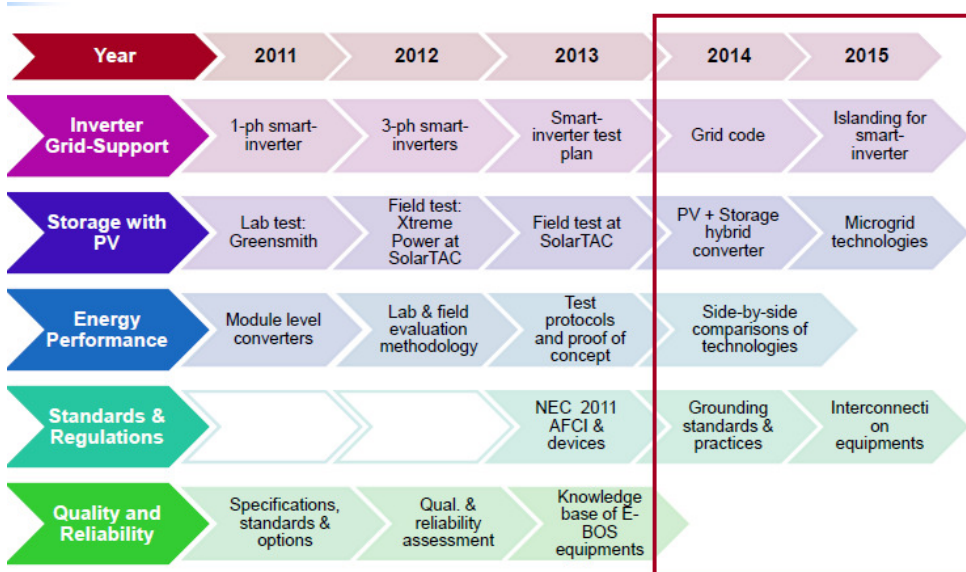 Year
2011
2012
2013
2014
2015
Inverter
Grid-Support
1-ph smart-
inverter
3-ph smart-
inverters
Smart-
inverter test
plan
Grid code
Islanding for
smart-
inverter
Storage with
PV
Lab test:
Greensmith
Field test:
Xtreme
Power at
SolarTAC
Field test at
SolarTAC
PV + Storage
hybrid
converter
Microgrid
technologies
Energy
Performance
Module level
converters
Lab & field
evaluation
methodology
Test
protocols
and proof of
concept
Side-by-side
comparisons of
technologies
Standards &
Regulations
NEC 2011
AFCI &
devices
Grounding
standards &
practices
Interconnecti
on
equipments
Quality and
Reliability
Specifications,
standards &
options
Qual. &
reliability
assessment
Knowledge
base of E-
BOS
equipments